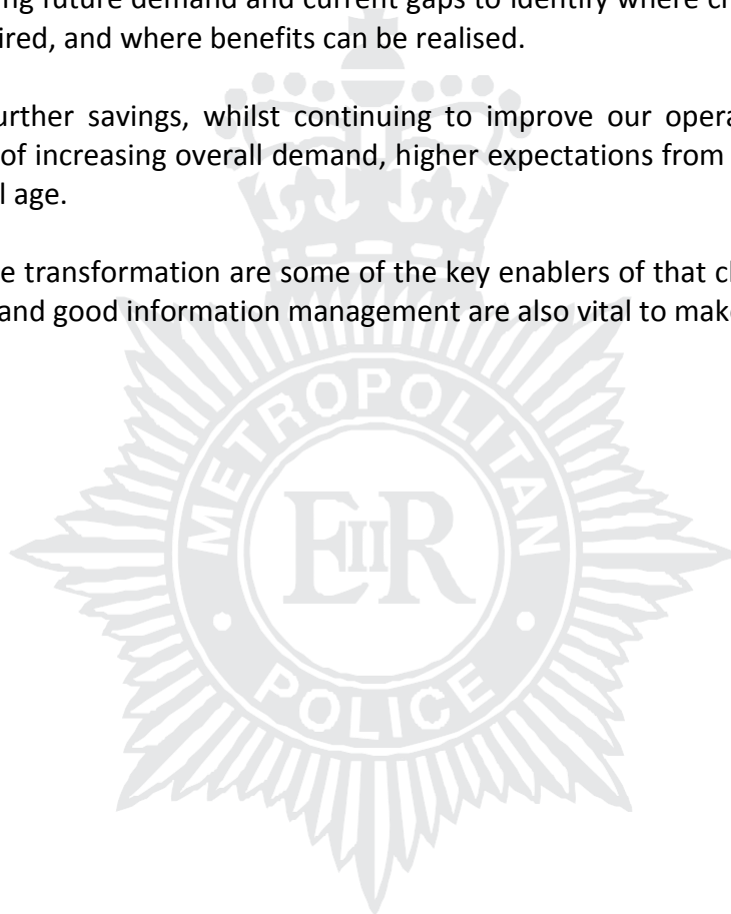 ng future demand and current gaps to identify where c
ired, and where benefits can be realised.
urther savings, whilst continuing to improve our opera
of increasing overall demand, higher expectations from
l age.
e transformation are some of the key enablers of that c
and good information management are also vital to make
METROPOLITAN
EIIR
POLICE